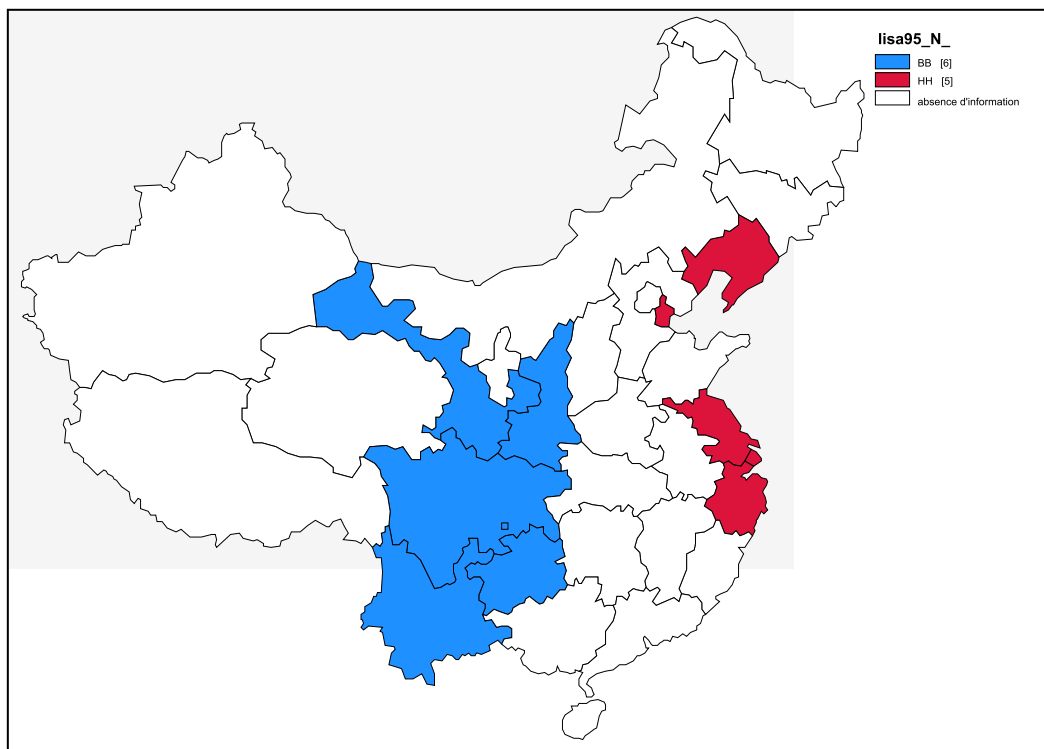 lisa95_N_
BB [6]
HH [5]
absence d'information